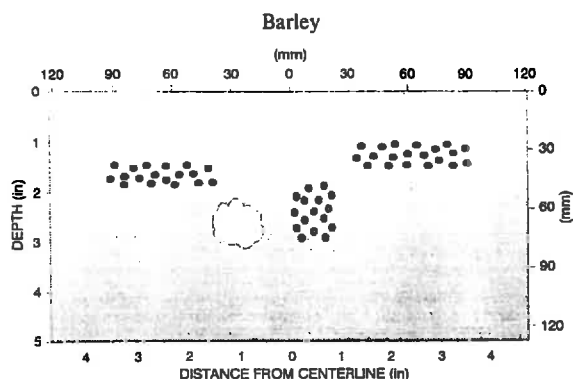 Barley
(mm)
120 90 60 30 0 30 60 90 120
0 0
1
30
2
60
3
90
4
120
5
DEPTH (in)
(mm)
4 3 2 1 0 1 2 3 4
DISTANCE FROM CENTERLINE (in)